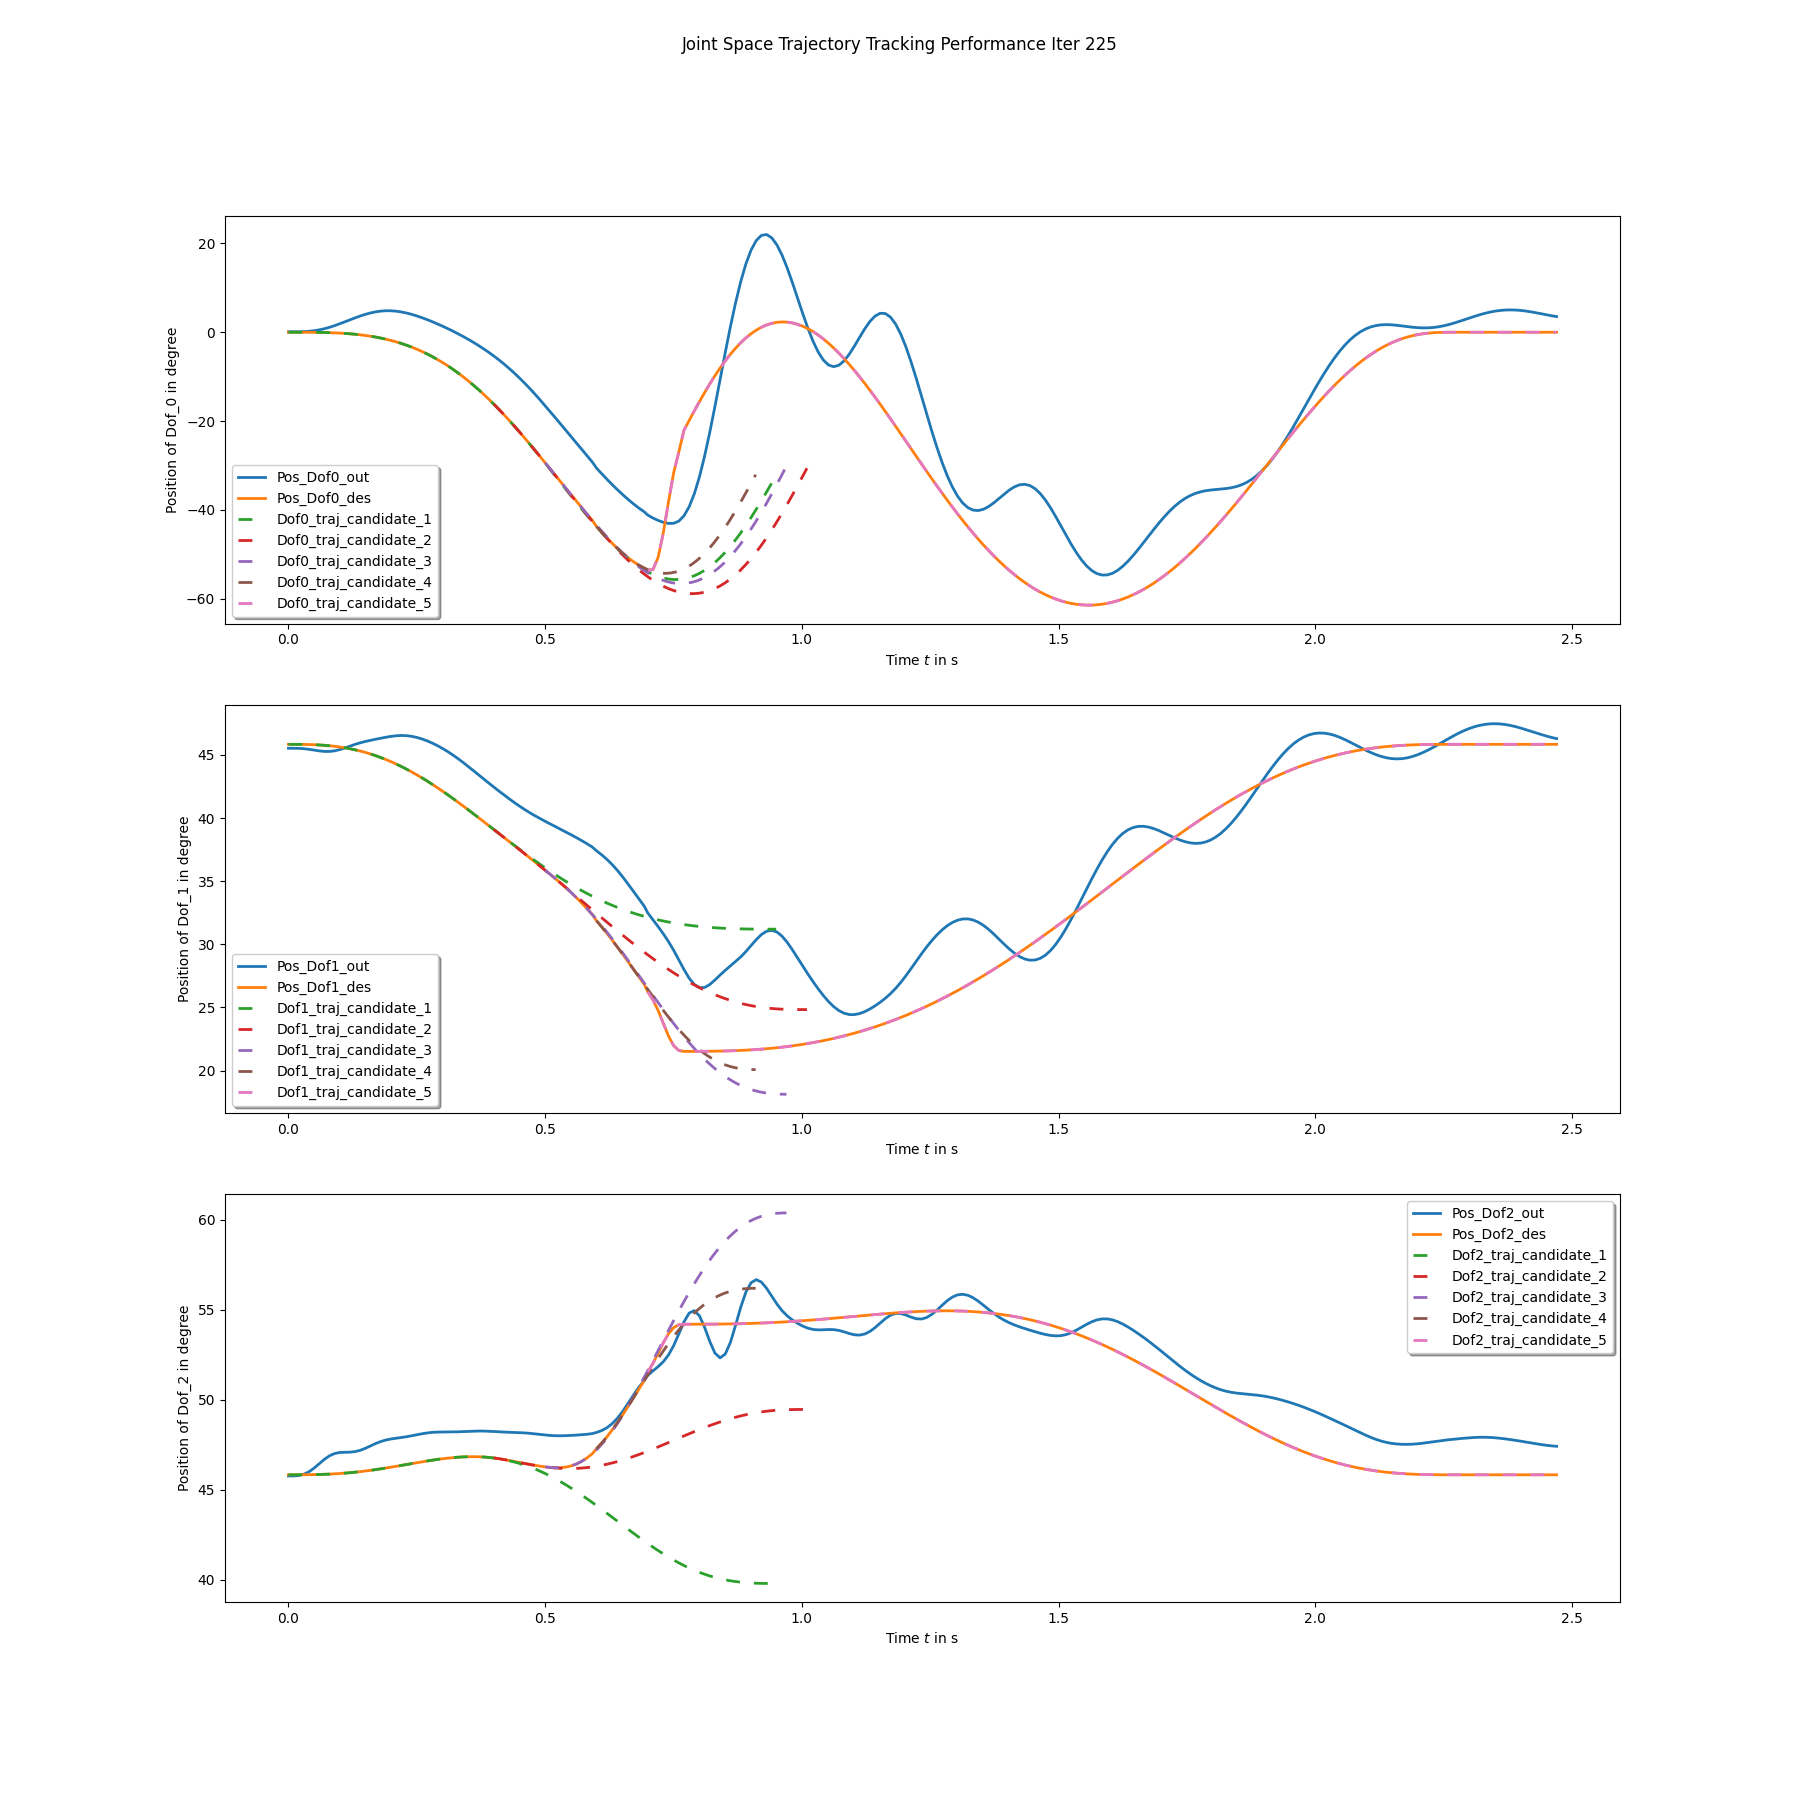 Joint Space Trajectory Tracking Performance Iter 225
Position of Dof_0 in degree
20
0
−20
−40
−60
Pos_Dof0_out
Pos_Dof0_des
Dof0_traj_candidate_1
Dof0_traj_candidate_2
Dof0_traj_candidate_3
Dof0_traj_candidate_4
Dof0_traj_candidate_5
0.0 0.5 1.0 1.5 2.0 2.5
Time t in s
Position of Dof_1 in degree
45
40
35
30
25
20
Pos_Dof1_out
Pos_Dof1_des
Dof1_traj_candidate_1
Dof1_traj_candidate_2
Dof1_traj_candidate_3
Dof1_traj_candidate_4
Dof1_traj_candidate_5
0.0 0.5 1.0 1.5 2.0 2.5
Time t in s
Position of Dof_2 in degree
60
55
50
45
40
Pos_Dof2_out
Pos_Dof2_des
Dof2_traj_candidate_1
Dof2_traj_candidate_2
Dof2_traj_candidate_3
Dof2_traj_candidate_4
Dof2_traj_candidate_5
0.0 0.5 1.0 1.5 2.0 2.5
Time t in s